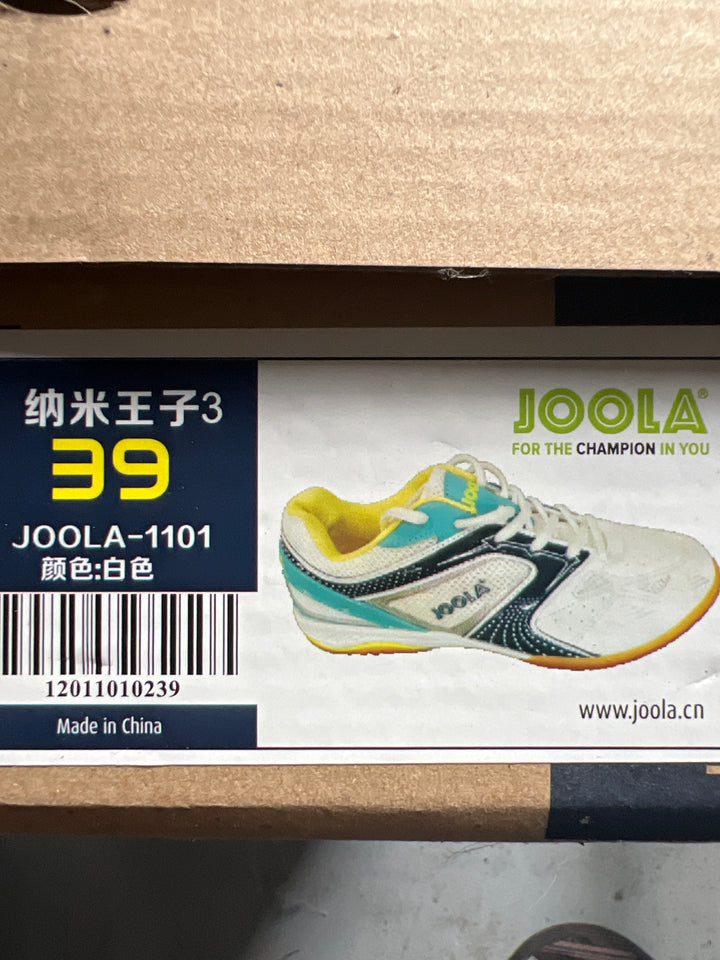 纳米王子3
39
JOOLA-1101
颜色:白色
12011010239
Made in China
JOOLA®
FOR THE CHAMPION IN YOU
JOOLA
JOOLA®
www.joola.cn